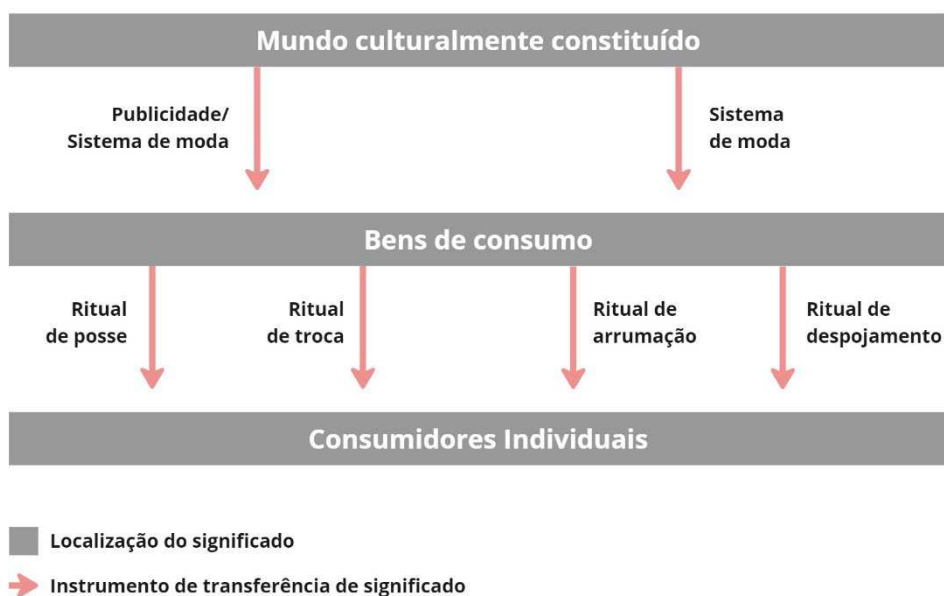 Mundo culturalmente constituído
Publicidade/
Sistema de moda
Sistema
de moda
Bens de consumo
Ritual
de posse
Ritual
de troca
Ritual de
arrumação
Ritual de
despojamento
Consumidores Individuais
Localização do significado
Instrumento de transferência de significado